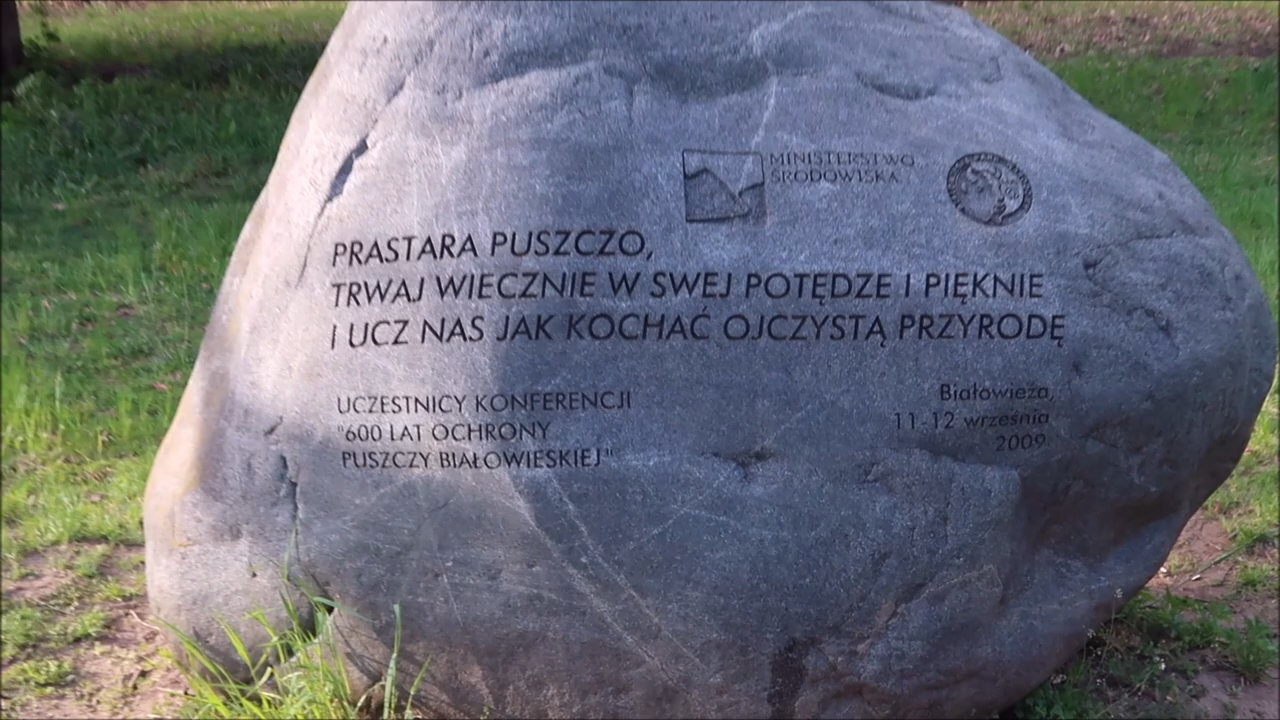 MINISTERSTWO
ŚRODOWISKA
PRASTARA PUSZCZO,
TRWAJ WIECZNIE W SWEJ POTĘDZE I PIĘKNIE
I UCZ NAS JAK KOCHAĆ OJCZYSTĄ PRZYRODĘ
UCZESTNICY KONFERENCJI
"600 LAT OCHRONY
PUSZCZY BIAŁOWIESKIEJ"
Białowieża,
11-12 września
2009